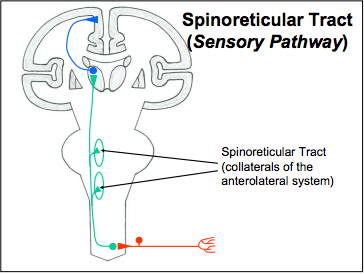 Spinoreticular Tract
(Sensory Pathway)
Spinoreticular Tract
(collaterals of the
anterolateral system)